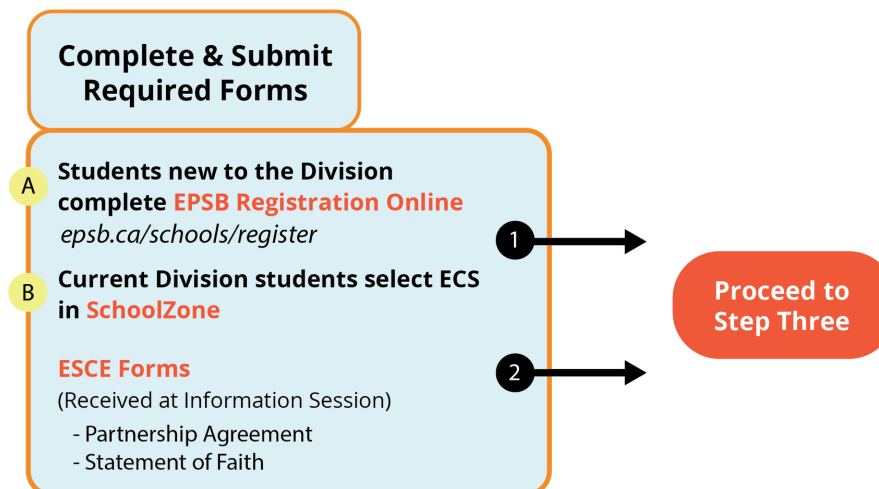 Complete & Submit
Required Forms
A
Students new to the Division
complete EPSB Registration Online
epsb.ca/schools/register
1
B
Current Division students select ECS
in SchoolZone
ESCE Forms
2
(Received at Information Session)
- Partnership Agreement
- Statement of Faith
Proceed to
Step Three